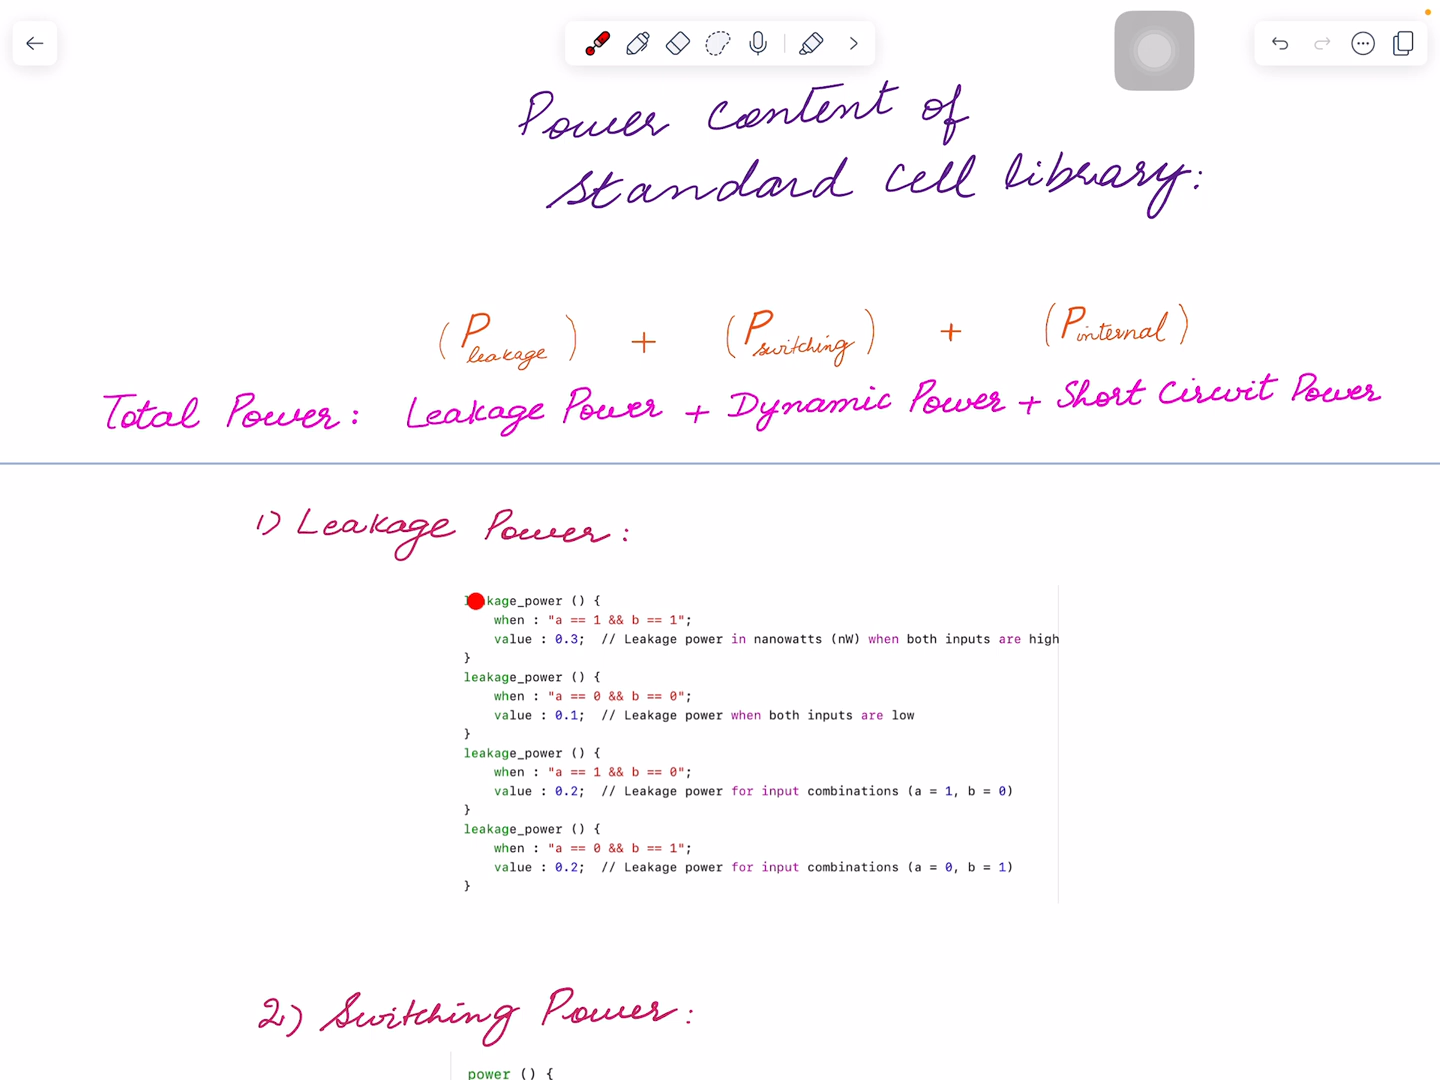 Power content of
standard cell library:
(P leakage) + (P switching) + (P internal)
Total Power: Leakage Power + Dynamic Power + Short Circuit Power
1) Leakage Power:
leakage_power () {
when : "a == 1 && b == 1";
value : 0.3; // Leakage power in nanowatts (nW) when both inputs are high
}
leakage_power () {
when : "a == 0 && b == 0";
value : 0.1; // Leakage power when both inputs are low
}
leakage_power () {
when : "a == 1 && b == 0";
value : 0.2; // Leakage power for input combinations (a = 1, b = 0)
}
leakage_power () {
when : "a == 0 && b == 1";
value : 0.2; // Leakage power for input combinations (a = 0, b = 1)
}
2) Switching Power:
power () {